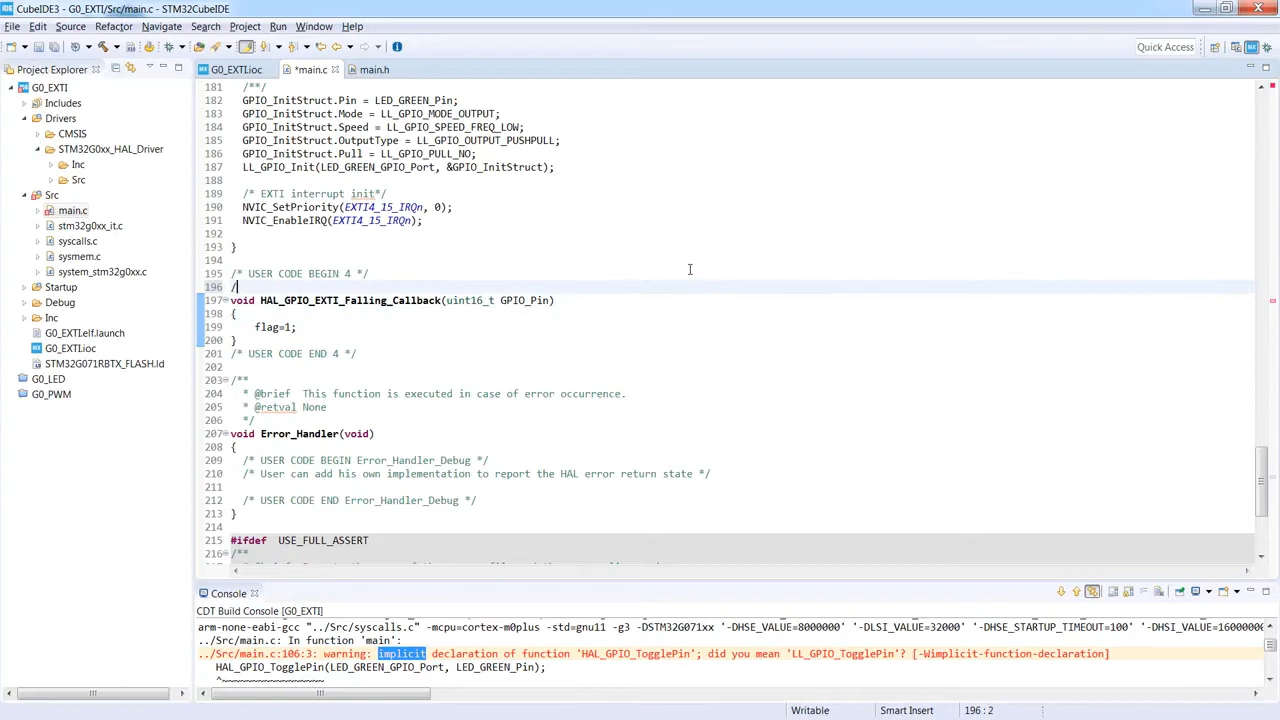 CubeIDE3 - G0_EXTI/Src/main.c - STM32CubeIDE
File Edit Source Refactor Navigate Search Project Run Window Help
Quick Access
Project Explorer
G0_EXTI.ioc *main.c main.h
G0_EXTI
Includes
Drivers
CMSIS
STM32G0xx_HAL_Driver
Inc
Src
Src
main.c
stm32g0xx_it.c
syscalls.c
sysmem.c
system_stm32g0xx.c
Startup
Debug
Inc
G0_EXTI.elf.launch
G0_EXTI.ioc
STM32G071RBTX_FLASH.ld
G0_LED
G0_PWM
181 /**/
182 GPIO_InitStruct.Pin = LED_GREEN_Pin;
183 GPIO_InitStruct.Mode = LL_GPIO_MODE_OUTPUT;
184 GPIO_InitStruct.Speed = LL_GPIO_SPEED_FREQ_LOW;
185 GPIO_InitStruct.OutputType = LL_GPIO_OUTPUT_PUSHPULL;
186 GPIO_InitStruct.Pull = LL_GPIO_PULL_NO;
187 LL_GPIO_Init(LED_GREEN_GPIO_Port, &GPIO_InitStruct);
188
189 /* EXTI interrupt init*/
190 NVIC_SetPriority(EXTI4_15_IRQn, 0);
191 NVIC_EnableIRQ(EXTI4_15_IRQn);
192
193 }
194
195 /* USER CODE BEGIN 4 */
196 /
197 void HAL_GPIO_EXTI_Falling_Callback(uint16_t GPIO_Pin)
198 {
199 flag=1;
200 }
201 /* USER CODE END 4 */
202
203 /**
204 * @brief This function is executed in case of error occurrence.
205 * @retval None
206 */
207 void Error_Handler(void)
208 {
209 /* USER CODE BEGIN Error_Handler_Debug */
210 /* User can add his own implementation to report the HAL error return state */
211
212 /* USER CODE END Error_Handler_Debug */
213 }
214
215 #ifdef USE_FULL_ASSERT
216 /**
Console
CDT Build Console [G0_EXTI]
arm-none-eabi-gcc "../Src/syscalls.c" -mcpu=cortex-m0plus -std=gnu11 -g3 -DSTM32G071xx '-DHSE_VALUE=8000000' '-DLSI_VALUE=32000' '-DHSE_STARTUP_TIMEOUT=100' '-DHSI_VALUE=16000000
../Src/main.c: In function 'main':
../Src/main.c:106:3: warning: implicit declaration of function 'HAL_GPIO_TogglePin'; did you mean 'LL_GPIO_TogglePin'? [-Wimplicit-function-declaration]
HAL_GPIO_TogglePin(LED_GREEN_GPIO_Port, LED_GREEN_Pin);
^~~~~~~~~~~~~~~~~~
Writable Smart Insert 196 : 2